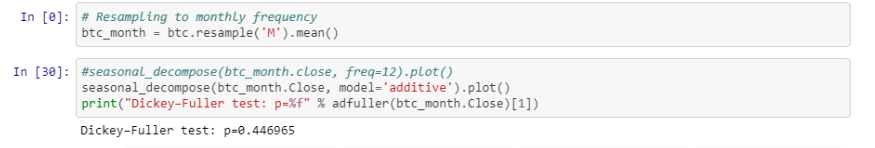 In [0]: # Resampling to monthly frequency
btc_month = btc.resample('M').mean()
In [30]: #seasonal_decompose(btc_month.close, freq=12).plot()
seasonal_decompose(btc_month.Close, model='additive').plot()
print("Dickey–Fuller test: p=%f" % adfuller(btc_month.Close)[1])
Dickey–Fuller test: p=0.446965